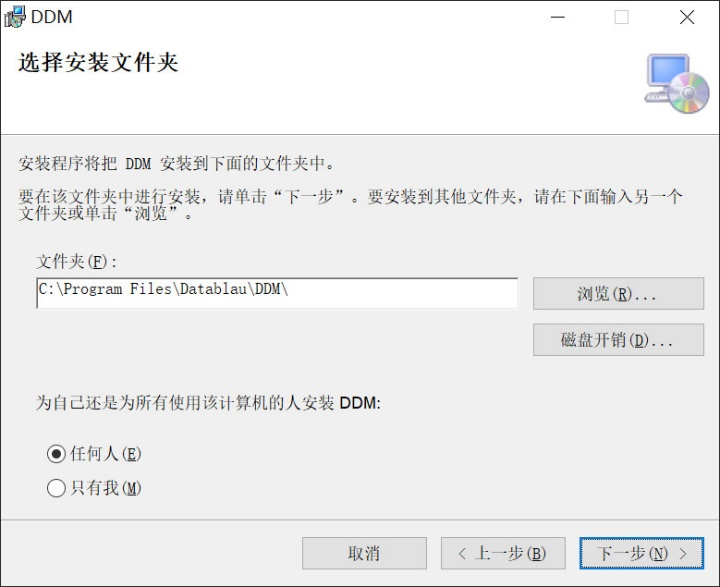 DDM
选择安装文件夹
安装程序将把 DDM 安装到下面的文件夹中。
要在该文件夹中进行安装，请单击“下一步”。要安装到其他文件夹，请在下面输入另一个
文件夹或单击“浏览”。
文件夹(F):
C:\Program Files\Datablau\DDM\
浏览(R)...
磁盘开销(D)...
为自己还是为所有使用该计算机的人安装 DDM:
任何人(E)
只有我(M)
取消
< 上一步(B)
下一步(N) >